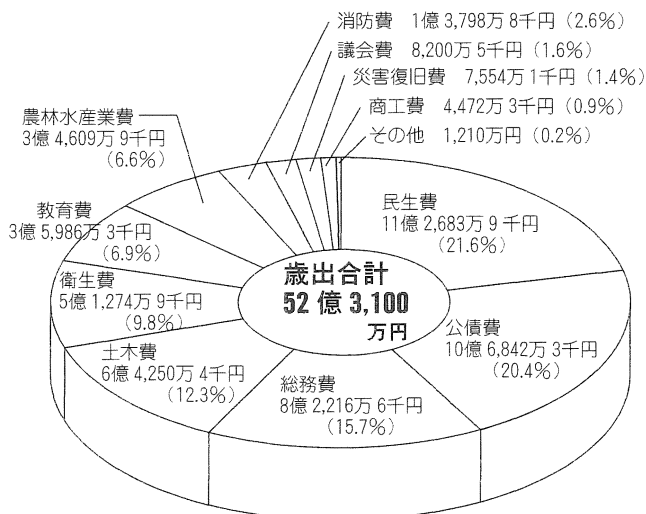 消防費 1億 3,798万 8千円（2.6%）
議会費 8,200万 5千円（1.6%）
災害復旧費 7,554万 1千円（1.4%）
商工費 4,472万 3千円（0.9%）
その他 1,210万円（0.2%）
農林水産業費
3億 4,609万 9千円
（6.6%）
教育費
3億 5,986万 3千円
（6.9%）
衛生費
5億 1,274万 9千円
（9.8%）
土木費
6億 4,250万 4千円
（12.3%）
総務費
8億 2,216万 6千円
（15.7%）
公債費
10億 6,842万 3千円
（20.4%）
民生費
11億 2,683万 9千円
（21.6%）
歳出合計
52億 3,100
万円